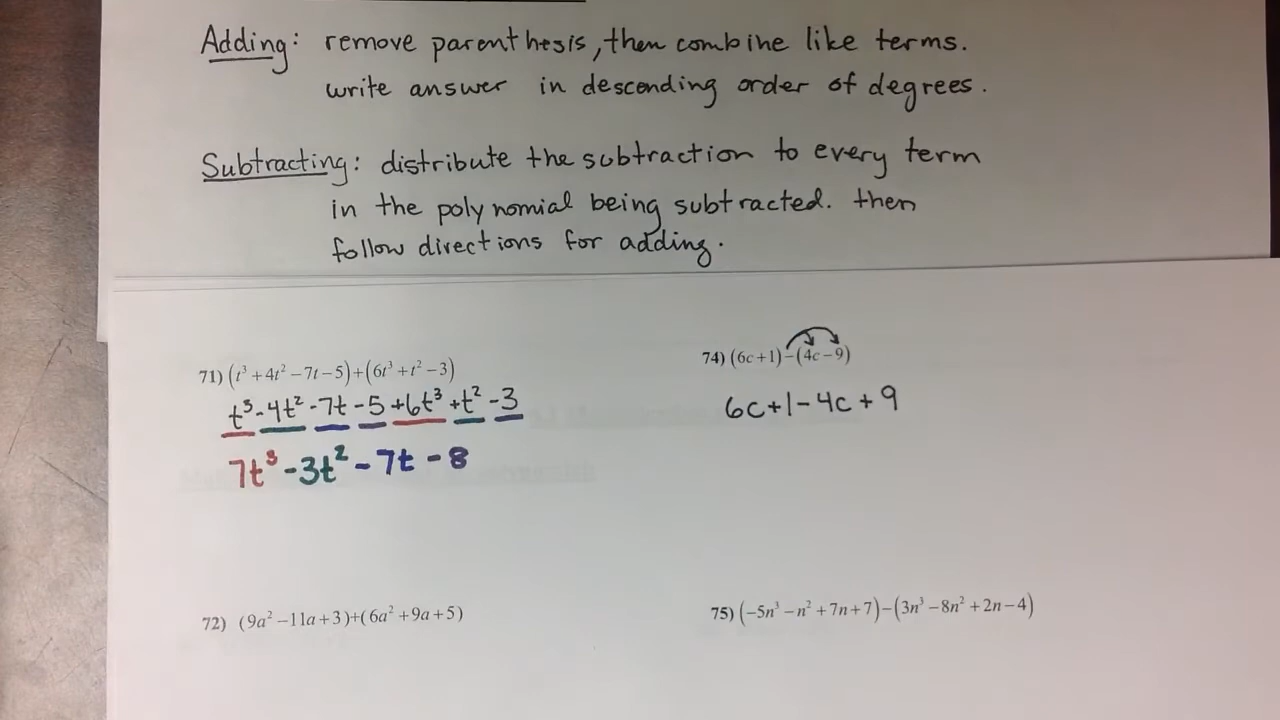 Adding: remove parenthesis, then combine like terms.
write answer in descending order of degrees.
Subtracting: distribute the subtraction to every term
in the polynomial being subtracted. then
follow directions for adding.
71) (t³ + 4t² − 7t − 5) + (6t³ + t² − 3)
t³ - 4t² - 7t - 5 + 6t³ + t² - 3
7t³ - 3t² - 7t - 8
74) (6c + 1) − (4c − 9)
6c + 1 - 4c + 9
72) (9a² − 11a + 3) + (6a² + 9a + 5)
75) (−5n³ − n² + 7n + 7) − (3n³ − 8n² + 2n − 4)